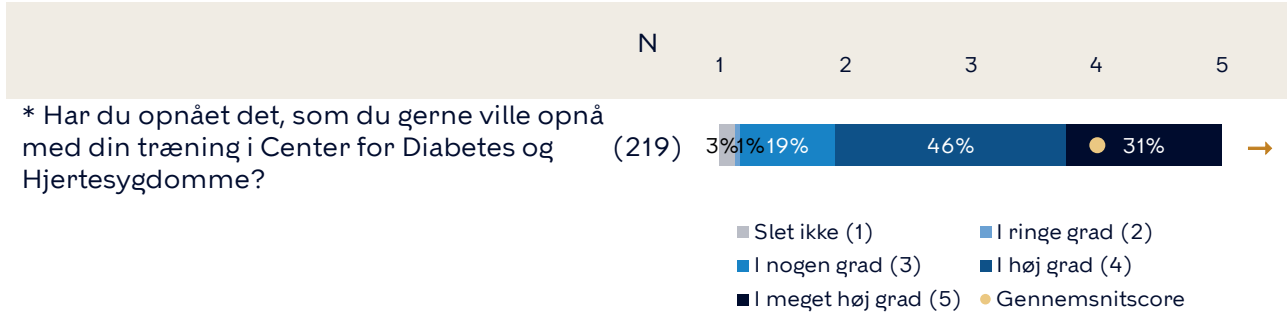 N
1 2 3 4 5
* Har du opnået det, som du gerne ville opnå
med din træning i Center for Diabetes og
Hjertesygdomme?
(219) 3% 1% 19% 46% 31%
Slet ikke (1) I ringe grad (2)
I nogen grad (3) I høj grad (4)
I meget høj grad (5) Gennemsnitscore